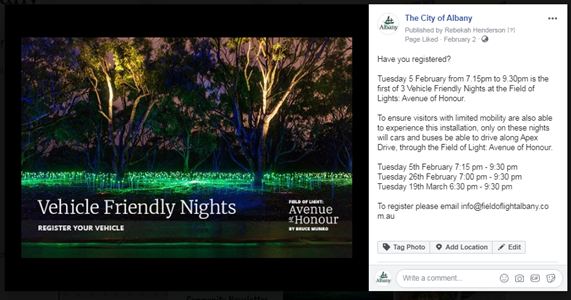 Vehicle Friendly Nights
REGISTER YOUR VEHICLE
FIELD OF LIGHT:
Avenue
of Honour
BY BRUCE MUNRO
Albany
The City of Albany
Published by Rebekah Henderson [?]
Page Liked · February 2
Have you registered?
Tuesday 5 February from 7.15pm to 9.30pm is the
first of 3 Vehicle Friendly Nights at the Field of
Lights: Avenue of Honour.
To ensure visitors with limited mobility are also able
to experience this installation, only on these nights
will cars and buses be able to drive along Apex
Drive, through the Field of Light: Avenue of Honour.
Tuesday 5th February 7:15 pm - 9:30 pm
Tuesday 26th February 7:00 pm - 9:30 pm
Tuesday 19th March 6:30 pm - 9:30 pm
To register please email info@fieldoflightalbany.co
m.au
Tag Photo
Add Location
Edit
Albany
Write a comment...
GIF